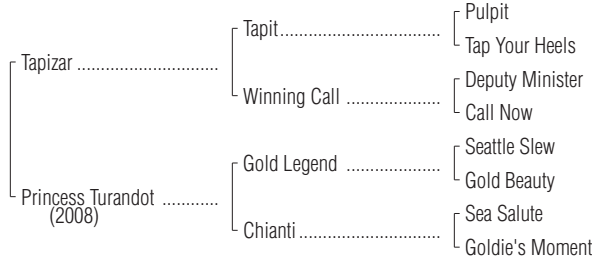 Pulpit
Tapit
Tap Your Heels
Tapizar
Deputy Minister
Winning Call
Call Now
Seattle Slew
Gold Legend
Gold Beauty
Princess Turandot
(2008)
Sea Salute
Chianti
Goldie's Moment